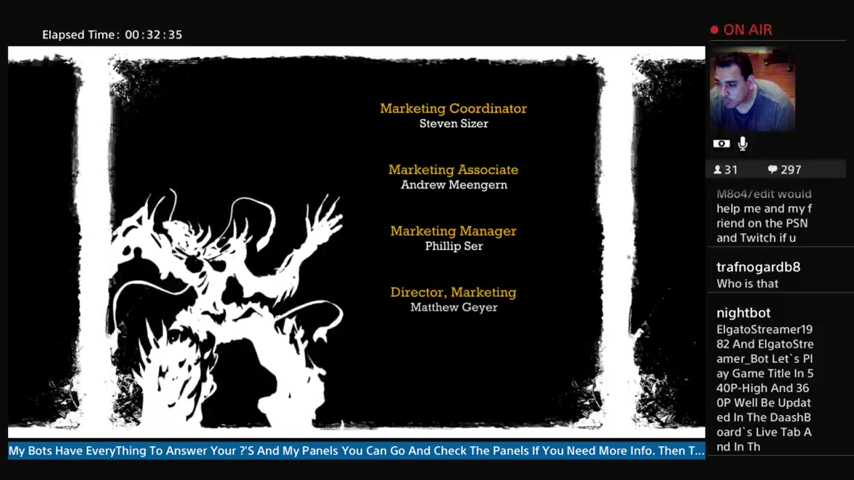 Elapsed Time: 00:32:35
ON AIR
Marketing Coordinator
Steven Sizer
Marketing Associate
Andrew Meengern
Marketing Manager
Phillip Ser
Director, Marketing
Matthew Geyer
31
297
M8o4/edit would
help me and my f
riend on the PSN
and Twitch if u
trafnogardb8
Who is that
nightbot
ElgatoStreamer19
82 And ElgatoStre
amer_Bot Let`s Pl
ay Game Title In 5
40P-High And 36
0P Well Be Updat
ed In The DaashB
oard`s Live Tab A
nd In Th
My Bots Have EveryThing To Answer Your ?'S And My Panels You Can Go And Check The Panels If You Need More Info. Then T...